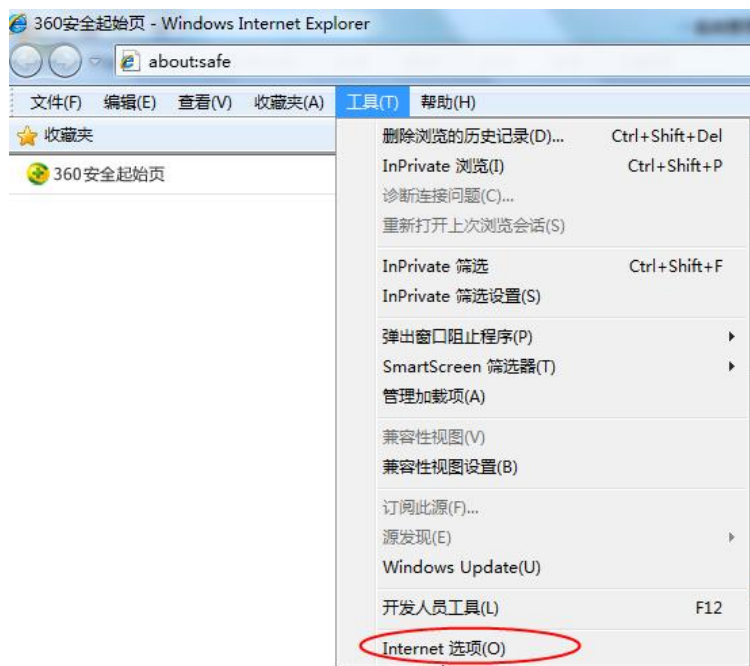 360安全起始页 - Windows Internet Explorer
about:safe
文件(F) 编辑(E) 查看(V) 收藏夹(A) 工具(T) 帮助(H)
收藏夹
360安全起始页
删除浏览的历史记录(D)... Ctrl+Shift+Del
InPrivate 浏览(I) Ctrl+Shift+P
诊断连接问题(C)...
重新打开上次浏览会话(S)
InPrivate 筛选 Ctrl+Shift+F
InPrivate 筛选设置(S)
弹出窗口阻止程序(P)
SmartScreen 筛选器(T)
管理加载项(A)
兼容性视图(V)
兼容性视图设置(B)
订阅此源(F)...
源发现(E)
Windows Update(U)
开发人员工具(L) F12
Internet 选项(O)